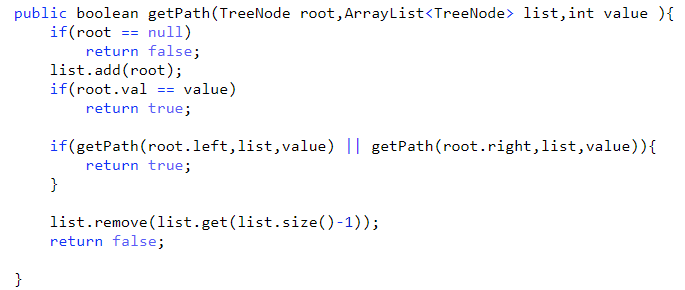 public boolean getPath(TreeNode root,ArrayList<TreeNode> list,int value ){
    if(root == null)
        return false;
    list.add(root);
    if(root.val == value)
        return true;

    if(getPath(root.left,list,value) || getPath(root.right,list,value)){
        return true;
    }

    list.remove(list.get(list.size()-1));
    return false;

}